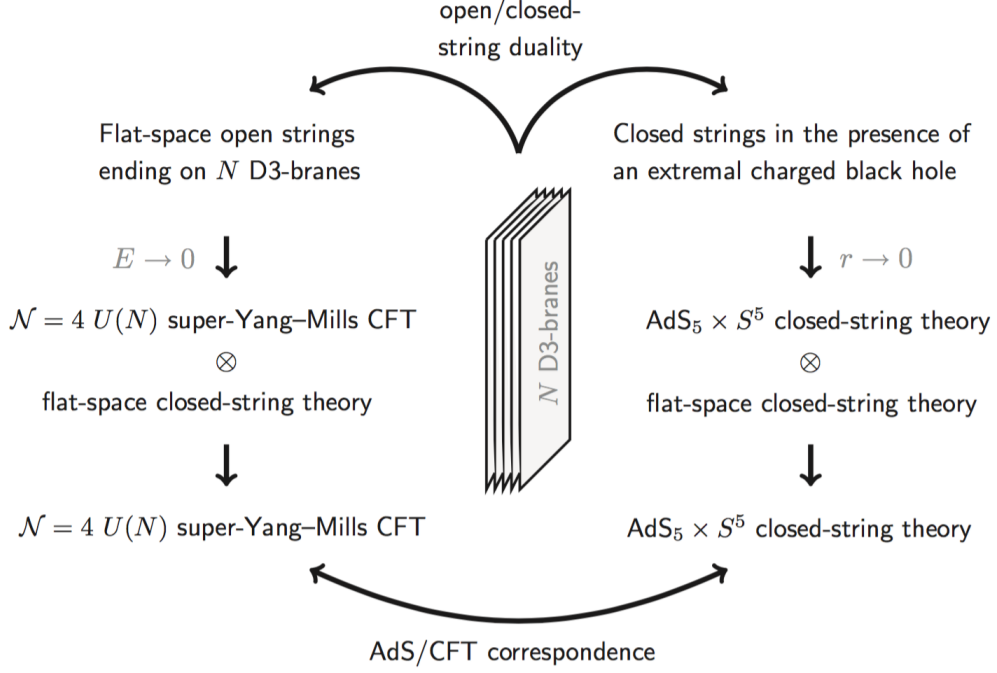 open/closed-
string duality
Flat-space open strings
ending on N D3-branes
Closed strings in the presence of
an extremal charged black hole
E → 0
r → 0
N D3-branes
𝒩 = 4 U(N) super-Yang–Mills CFT
⊗
flat-space closed-string theory
AdS₅ × S⁵ closed-string theory
⊗
flat-space closed-string theory
𝒩 = 4 U(N) super-Yang–Mills CFT
AdS₅ × S⁵ closed-string theory
AdS/CFT correspondence